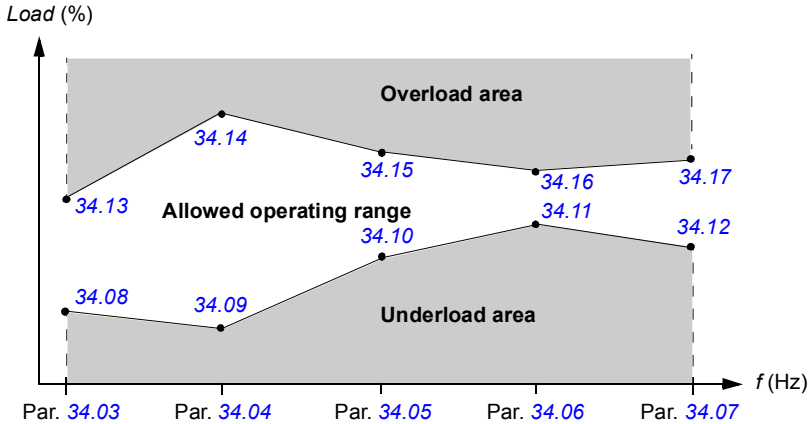 Load (%)
Overload area
34.14
34.15
34.16
34.17
34.13
Allowed operating range
34.11
34.12
34.10
34.08
34.09
Underload area
f (Hz)
Par. 34.03
Par. 34.04
Par. 34.05
Par. 34.06
Par. 34.07